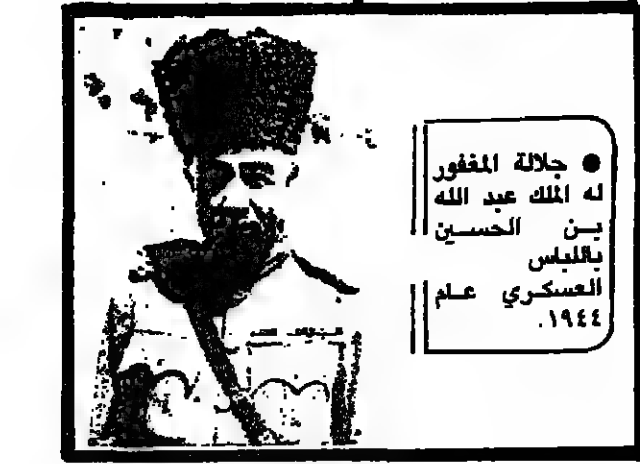 ● جلالة المغفور
له الملك عبد الله
بن الحسين
باللباس
العسكري عام
١٩٤٤.